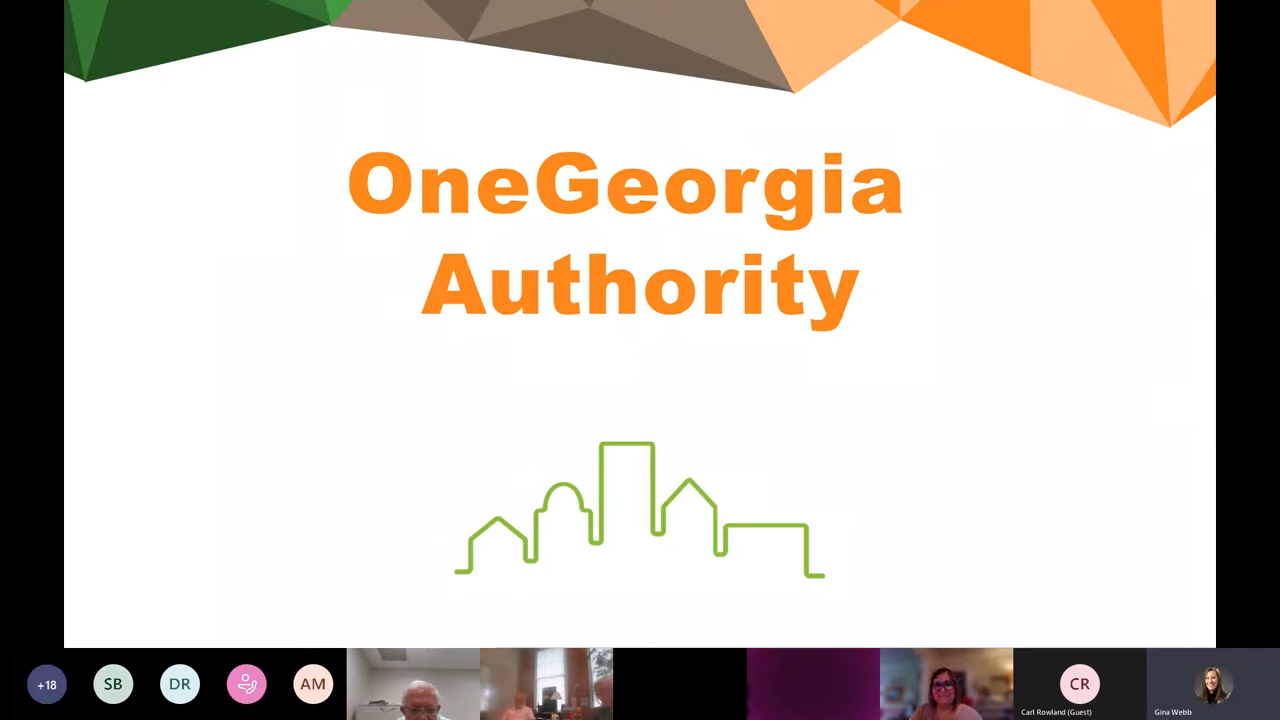 OneGeorgia
Authority
+18
SB
DR
AM
CR
Carl Rowland (Guest)
Gina Webb